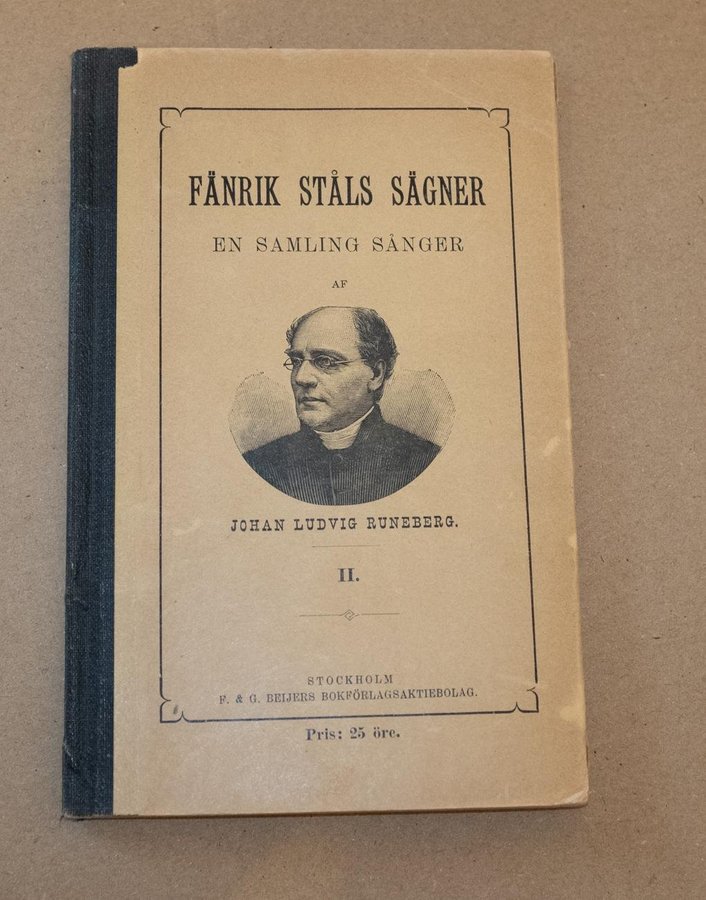 FÄNRIK STÅLS SÄGNER
EN SAMLING SÅNGER
AF
JOHAN LUDVIG RUNEBERG.
II.
STOCKHOLM
F. & G. BEIJERS BOKFÖRLAGSAKTIEBOLAG.
Pris: 25 öre.